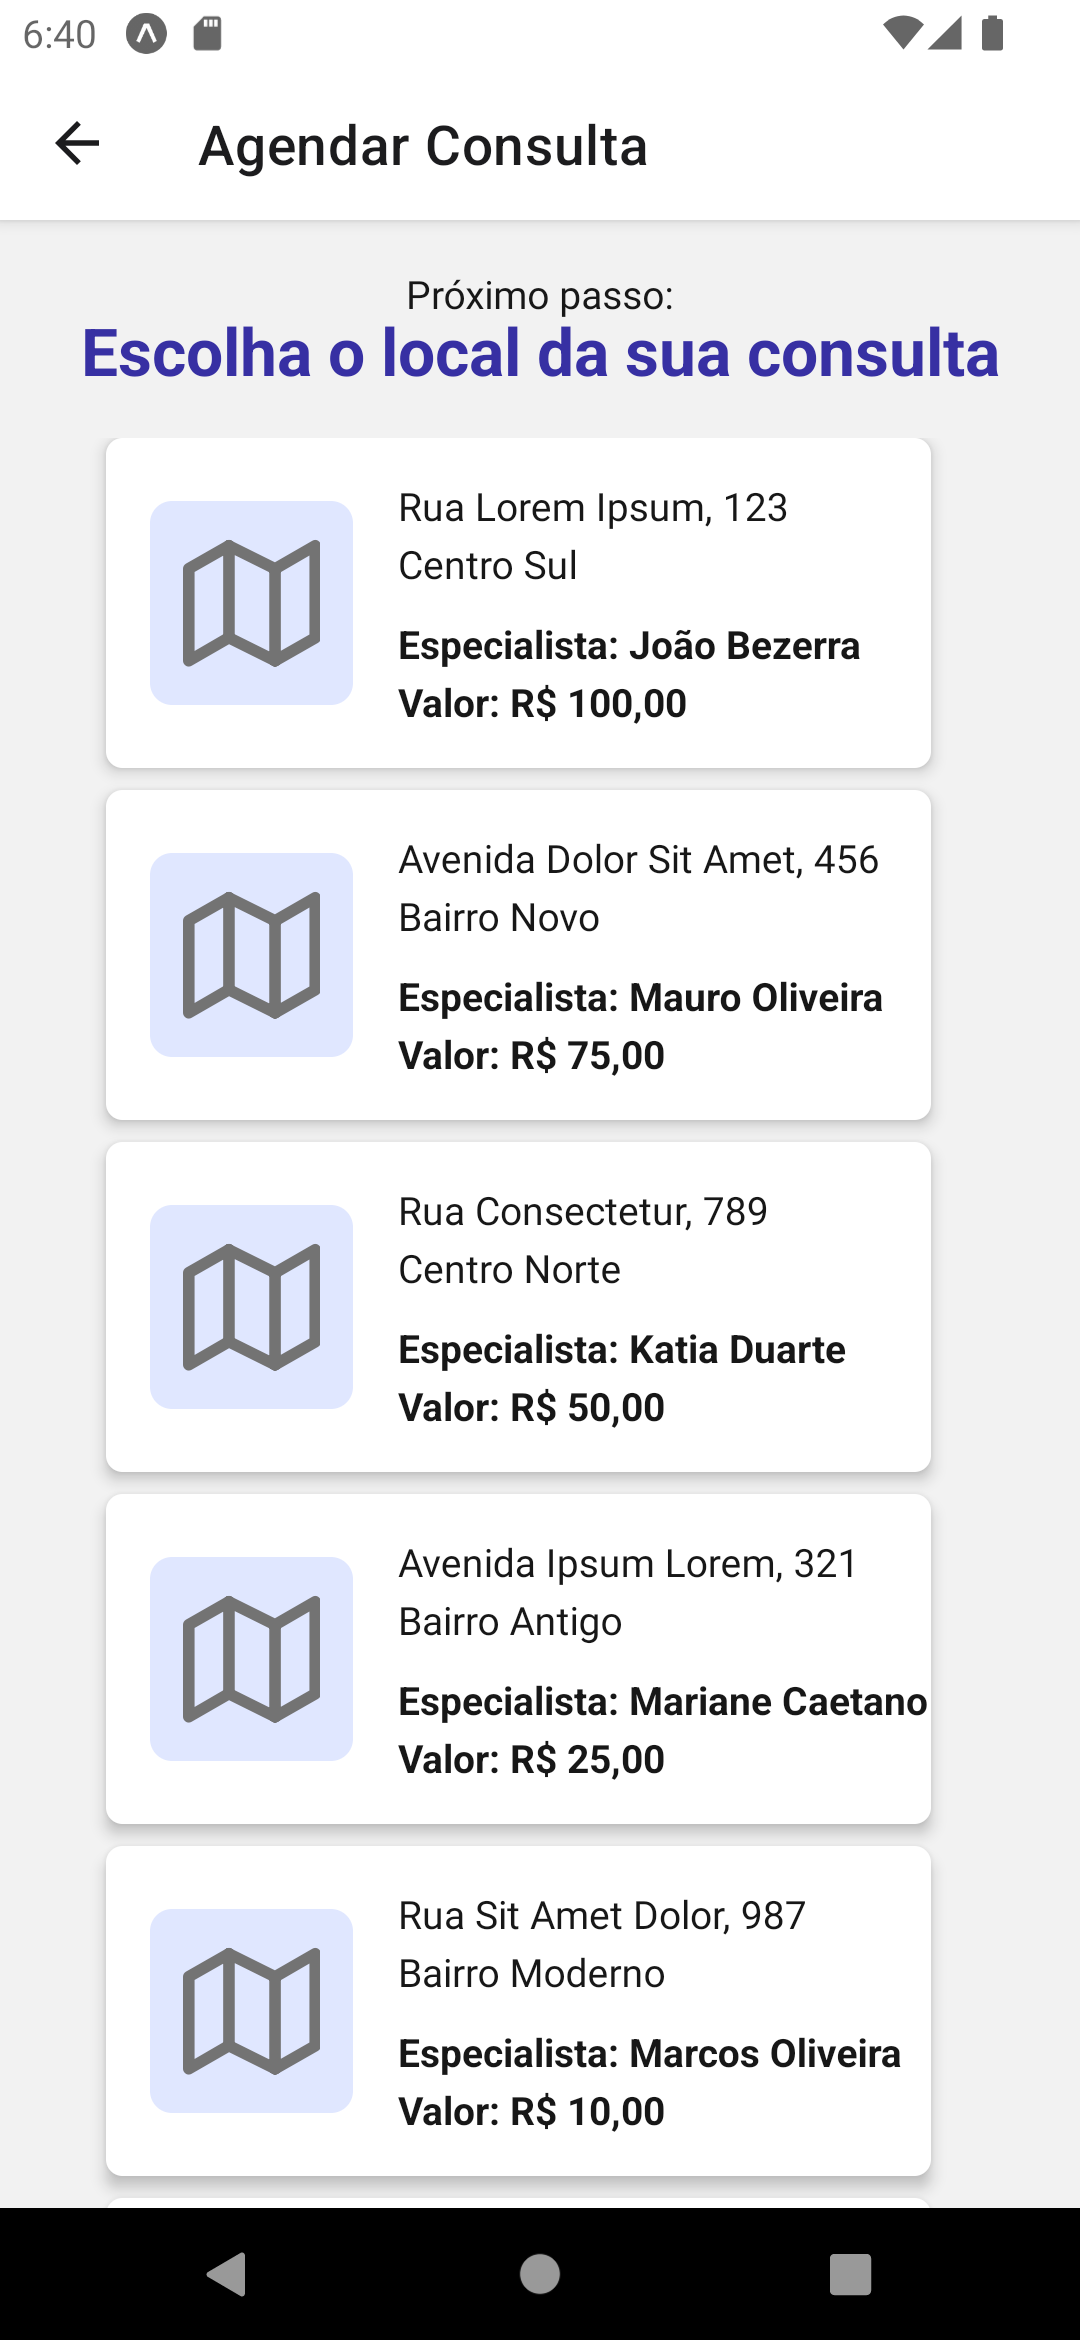 6:40
Agendar Consulta
Próximo passo:
Escolha o local da sua consulta
Rua Lorem Ipsum, 123
Centro Sul
Especialista: João Bezerra
Valor: R$ 100,00
Avenida Dolor Sit Amet, 456
Bairro Novo
Especialista: Mauro Oliveira
Valor: R$ 75,00
Rua Consectetur, 789
Centro Norte
Especialista: Katia Duarte
Valor: R$ 50,00
Avenida Ipsum Lorem, 321
Bairro Antigo
Especialista: Mariane Caetano
Valor: R$ 25,00
Rua Sit Amet Dolor, 987
Bairro Moderno
Especialista: Marcos Oliveira
Valor: R$ 10,00